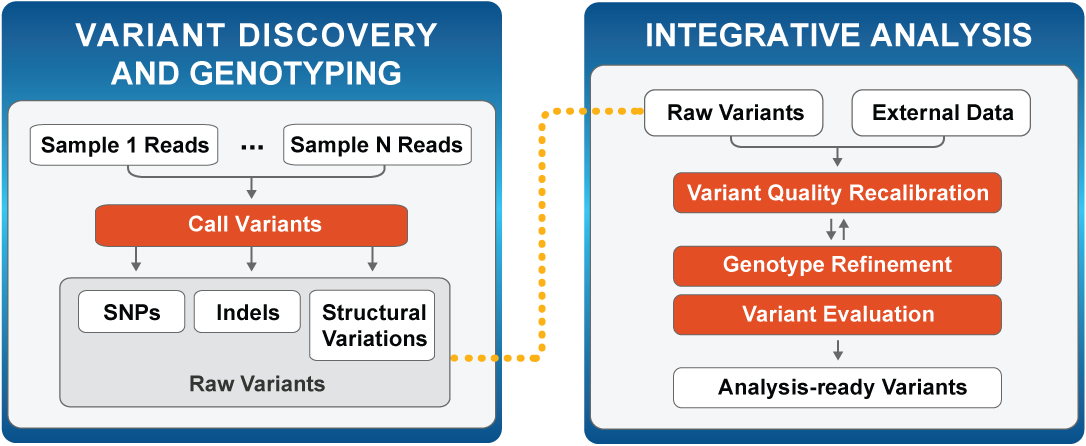 VARIANT DISCOVERY
AND GENOTYPING
Sample 1 Reads ... Sample N Reads
Call Variants
SNPs
Indels
Structural
Variations
Raw Variants
INTEGRATIVE ANALYSIS
Raw Variants
External Data
Variant Quality Recalibration
Genotype Refinement
Variant Evaluation
Analysis-ready Variants